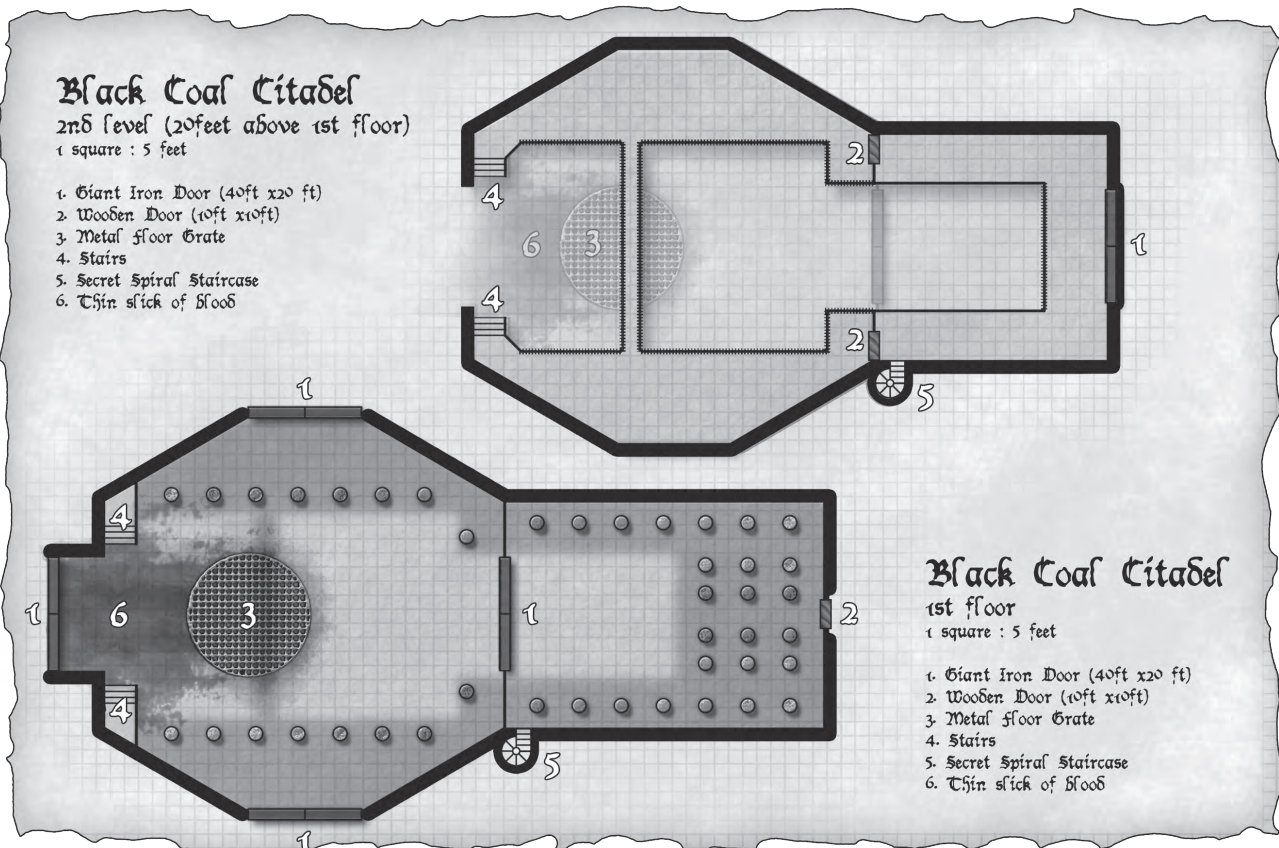 Black Coal Citadel
2nd level (20feet above 1st floor)
1 square : 5 feet
1. Giant Iron Door (40ft x20 ft)
2. Wooden Door (10ft x10ft)
3. Metal Floor Grate
4. Stairs
5. Secret Spiral Staircase
6. Thin slick of blood
2
4
6
3
1
4
2
5
1
4
1
6
3
1
2
4
5
1
Black Coal Citadel
1st floor
1 square : 5 feet
1. Giant Iron Door (40ft x20 ft)
2. Wooden Door (10ft x10ft)
3. Metal Floor Grate
4. Stairs
5. Secret Spiral Staircase
6. Thin slick of blood